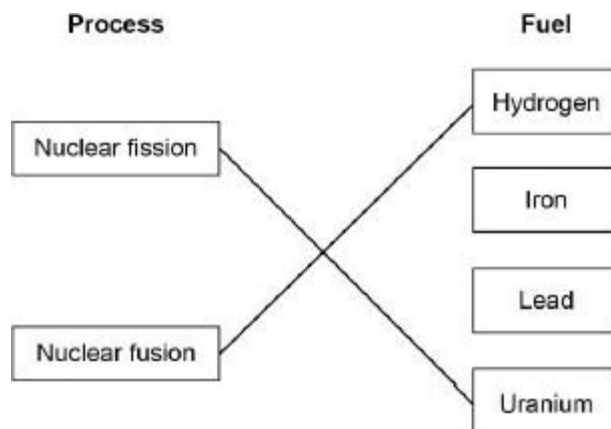 Process
Fuel
Hydrogen
Nuclear fission
Iron
Lead
Nuclear fusion
Uranium